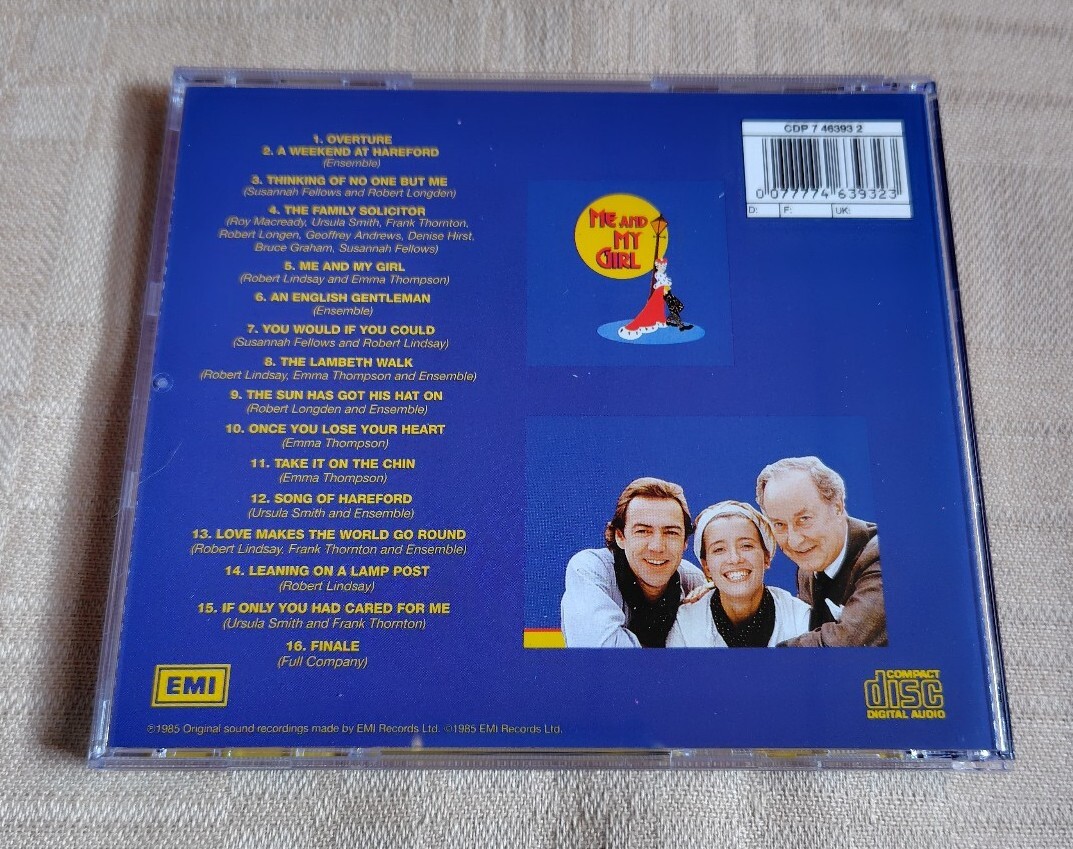 1. OVERTURE
2. A WEEKEND AT HAREFORD
(Ensemble)
3. THINKING OF NO ONE BUT ME
(Susannah Fellows and Robert Longden)
4. THE FAMILY SOLICITOR
(Roy Macready, Ursula Smith, Frank Thornton,
Robert Longen, Geoffrey Andrews, Denise Hirst,
Bruce Graham, Susannah Fellows)
5. ME AND MY GIRL
(Robert Lindsay and Emma Thompson)
6. AN ENGLISH GENTLEMAN
(Ensemble)
7. YOU WOULD IF YOU COULD
(Susannah Fellows and Robert Lindsay)
8. THE LAMBETH WALK
(Robert Lindsay, Emma Thompson and Ensemble)
9. THE SUN HAS GOT HIS HAT ON
(Robert Longden and Ensemble)
10. ONCE YOU LOSE YOUR HEART
(Emma Thompson)
11. TAKE IT ON THE CHIN
(Emma Thompson)
12. SONG OF HAREFORD
(Ursula Smith and Ensemble)
13. LOVE MAKES THE WORLD GO ROUND
(Robert Lindsay, Frank Thornton and Ensemble)
14. LEANING ON A LAMP POST
(Robert Lindsay)
15. IF ONLY YOU HAD CARED FOR ME
(Ursula Smith and Frank Thornton)
16. FINALE
(Full Company)
EMI
℗1985 Original sound recordings made by EMI Records Ltd. ©1985 EMI Records Ltd.
CDP 7 46393 2
0 077774 639323
D: F: UK:
ME AND
MY
GIRL
COMPACT
disc
DIGITAL AUDIO